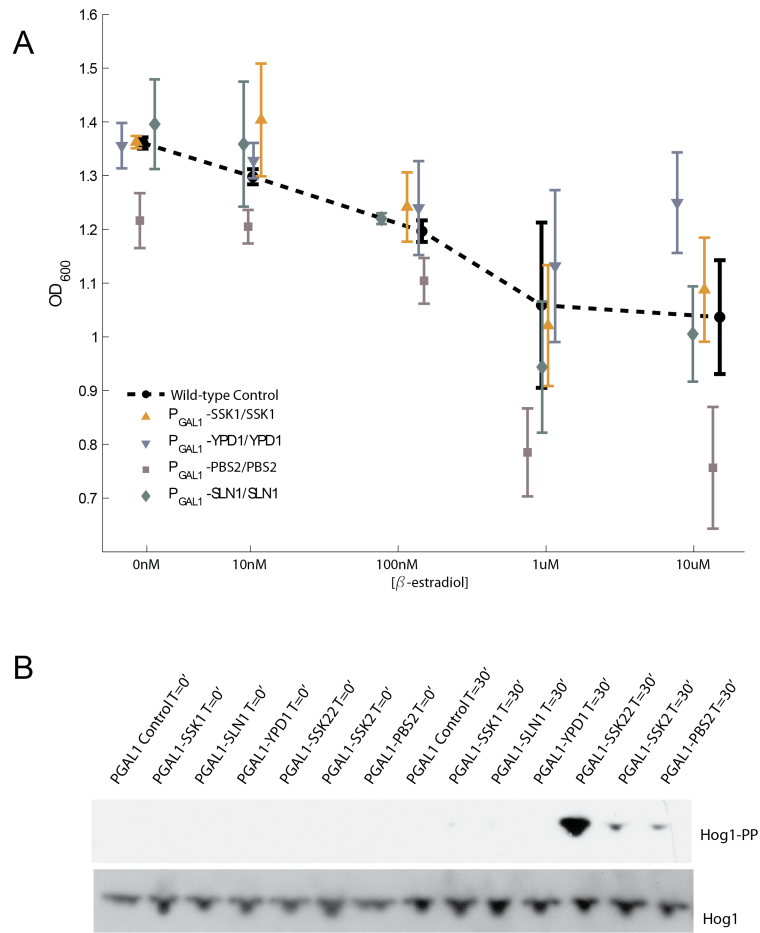 A
1.6
1.5
1.4
1.3
1.2
1.1
1
0.9
0.8
0.7
OD600
Wild-type Control
PGAL1 -SSK1/SSK1
PGAL1 -YPD1/YPD1
PGAL1 -PBS2/PBS2
PGAL1 -SLN1/SLN1
0nM 10nM 100nM 1uM 10uM
[β-estradiol]
B
PGAL1 Control T=0'
PGAL1-SSK1 T=0'
PGAL1-SLN1 T=0'
PGAL1-YPD1 T=0'
PGAL1-SSK22 T=0'
PGAL1-SSK2 T=0'
PGAL1-PBS2 T=0'
PGAL1 Control T=30'
PGAL1-SSK1 T=30'
PGAL1-SLN1 T=30'
PGAL1-YPD1 T=30'
PGAL1-SSK22 T=30'
PGAL1-SSK2 T=30'
PGAL1-PBS2 T=30'
Hog1-PP
Hog1